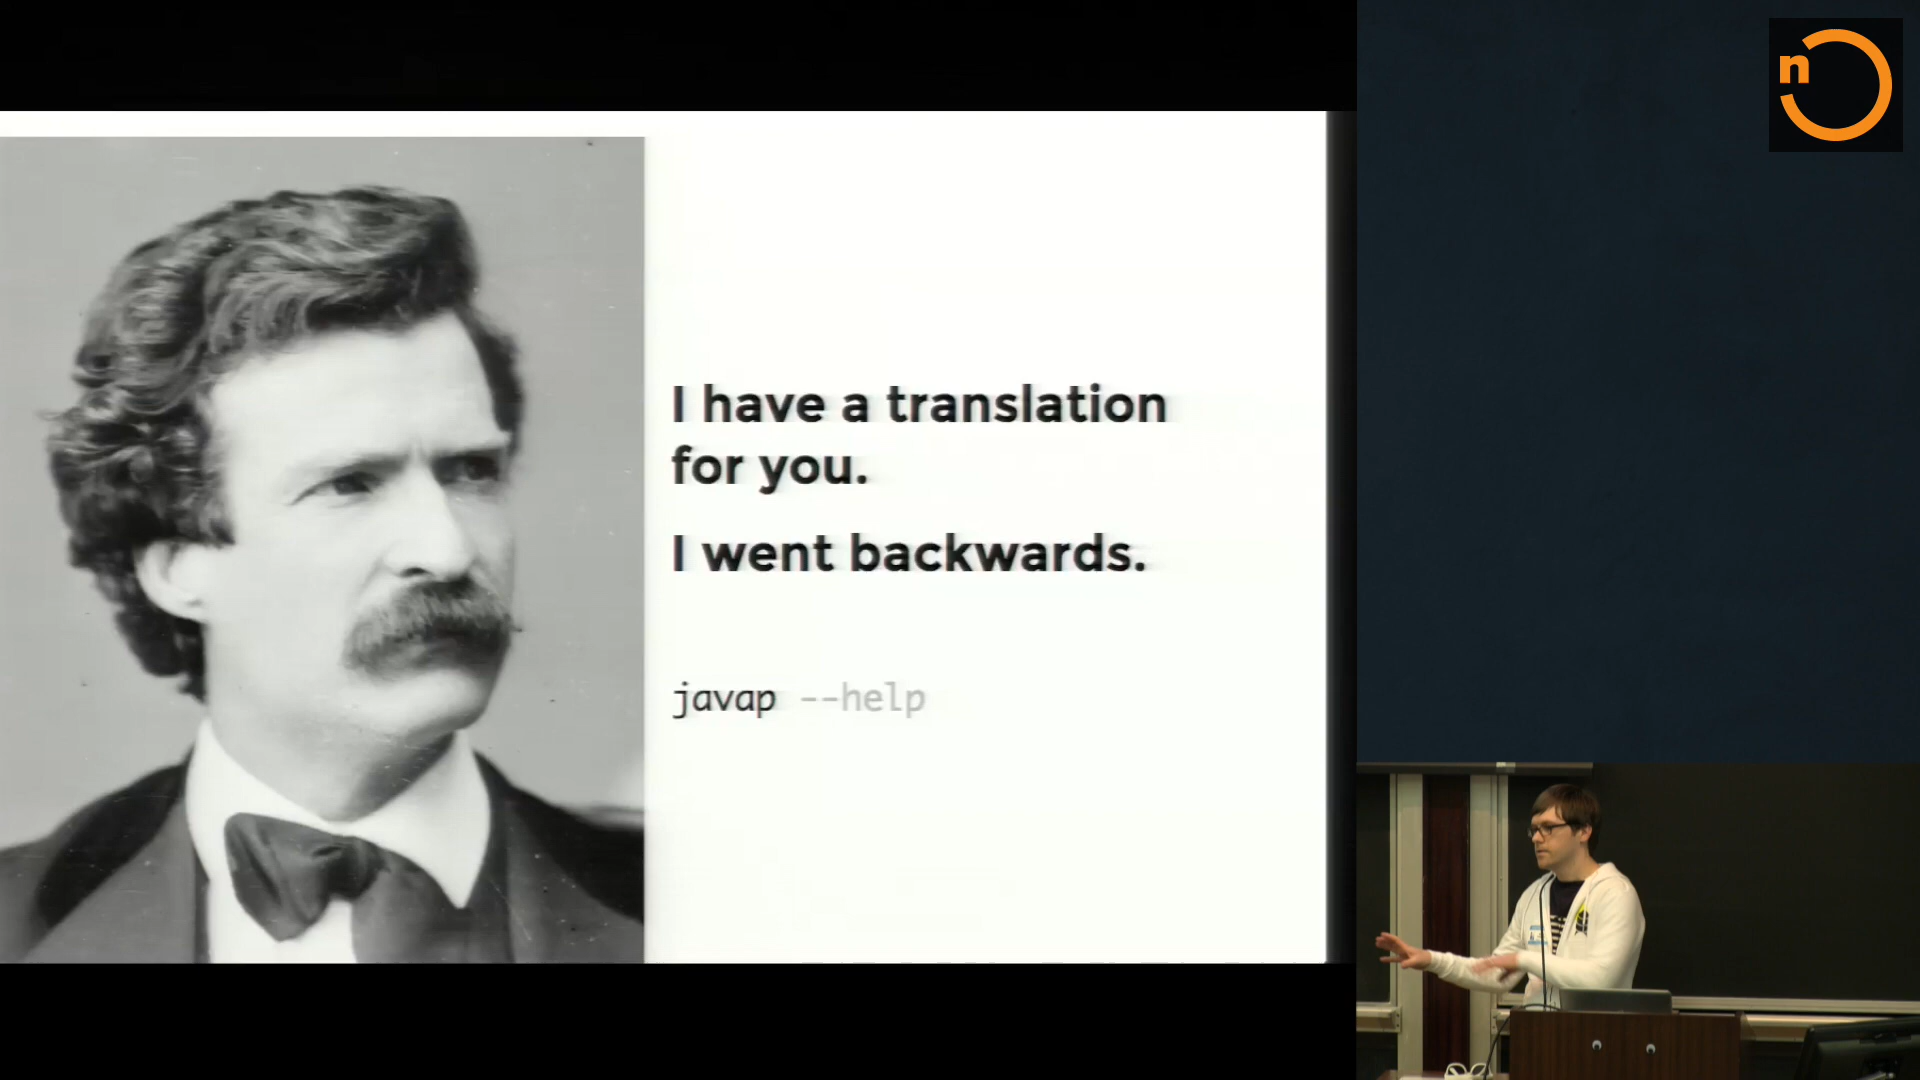 I have a translation
for you.
I went backwards.
javap --help
n